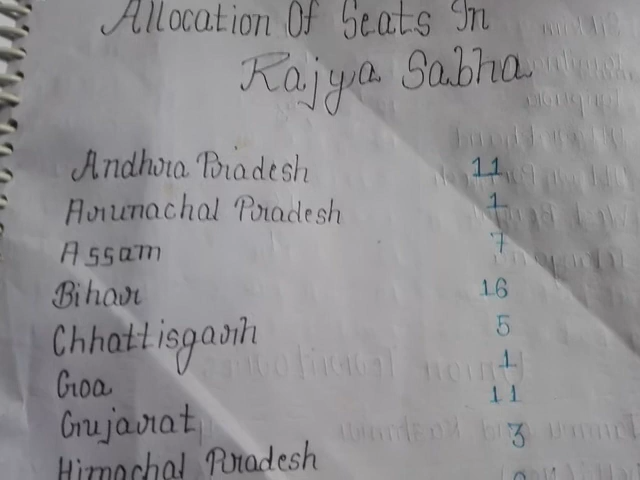 Allocation Of Seats In
Rajya Sabha
Andhra Pradesh 11
Arunachal Pradesh 1
Assam 7
Bihar 16
Chhattisgarh 5
Goa 1
Gujarat 11
Himachal Pradesh 3